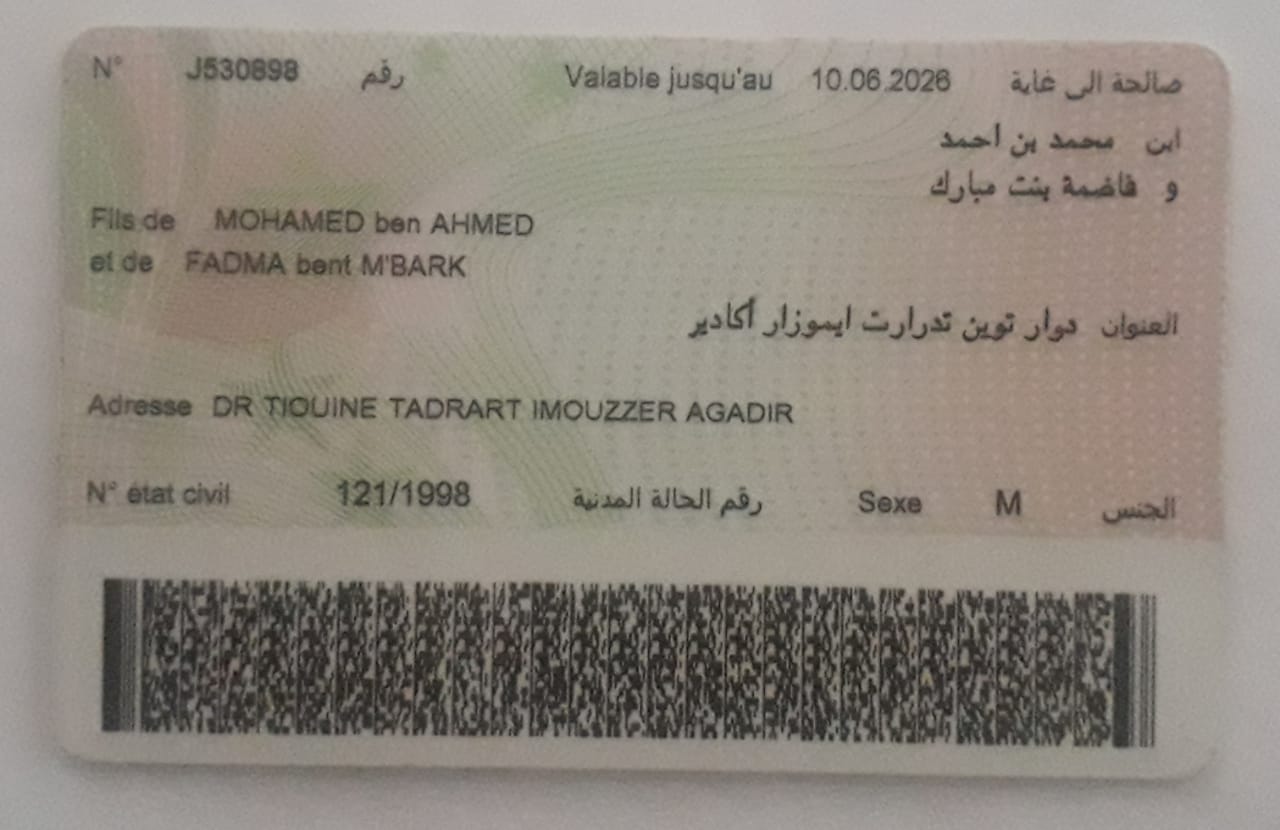 N° J530898 رقم Valable jusqu'au 10.06.2026 صالحة الى غاية
ابن محمد بن احمد
و فاضمة بنت مبارك
Fils de MOHAMED ben AHMED
et de FADMA bent M'BARK
العنوان دوار توين تدرارت ايموزار أكادير
Adresse DR TIOUINE TADRART IMOUZZER AGADIR
N° état civil 121/1998 رقم الحالة المدنية Sexe M الجنس